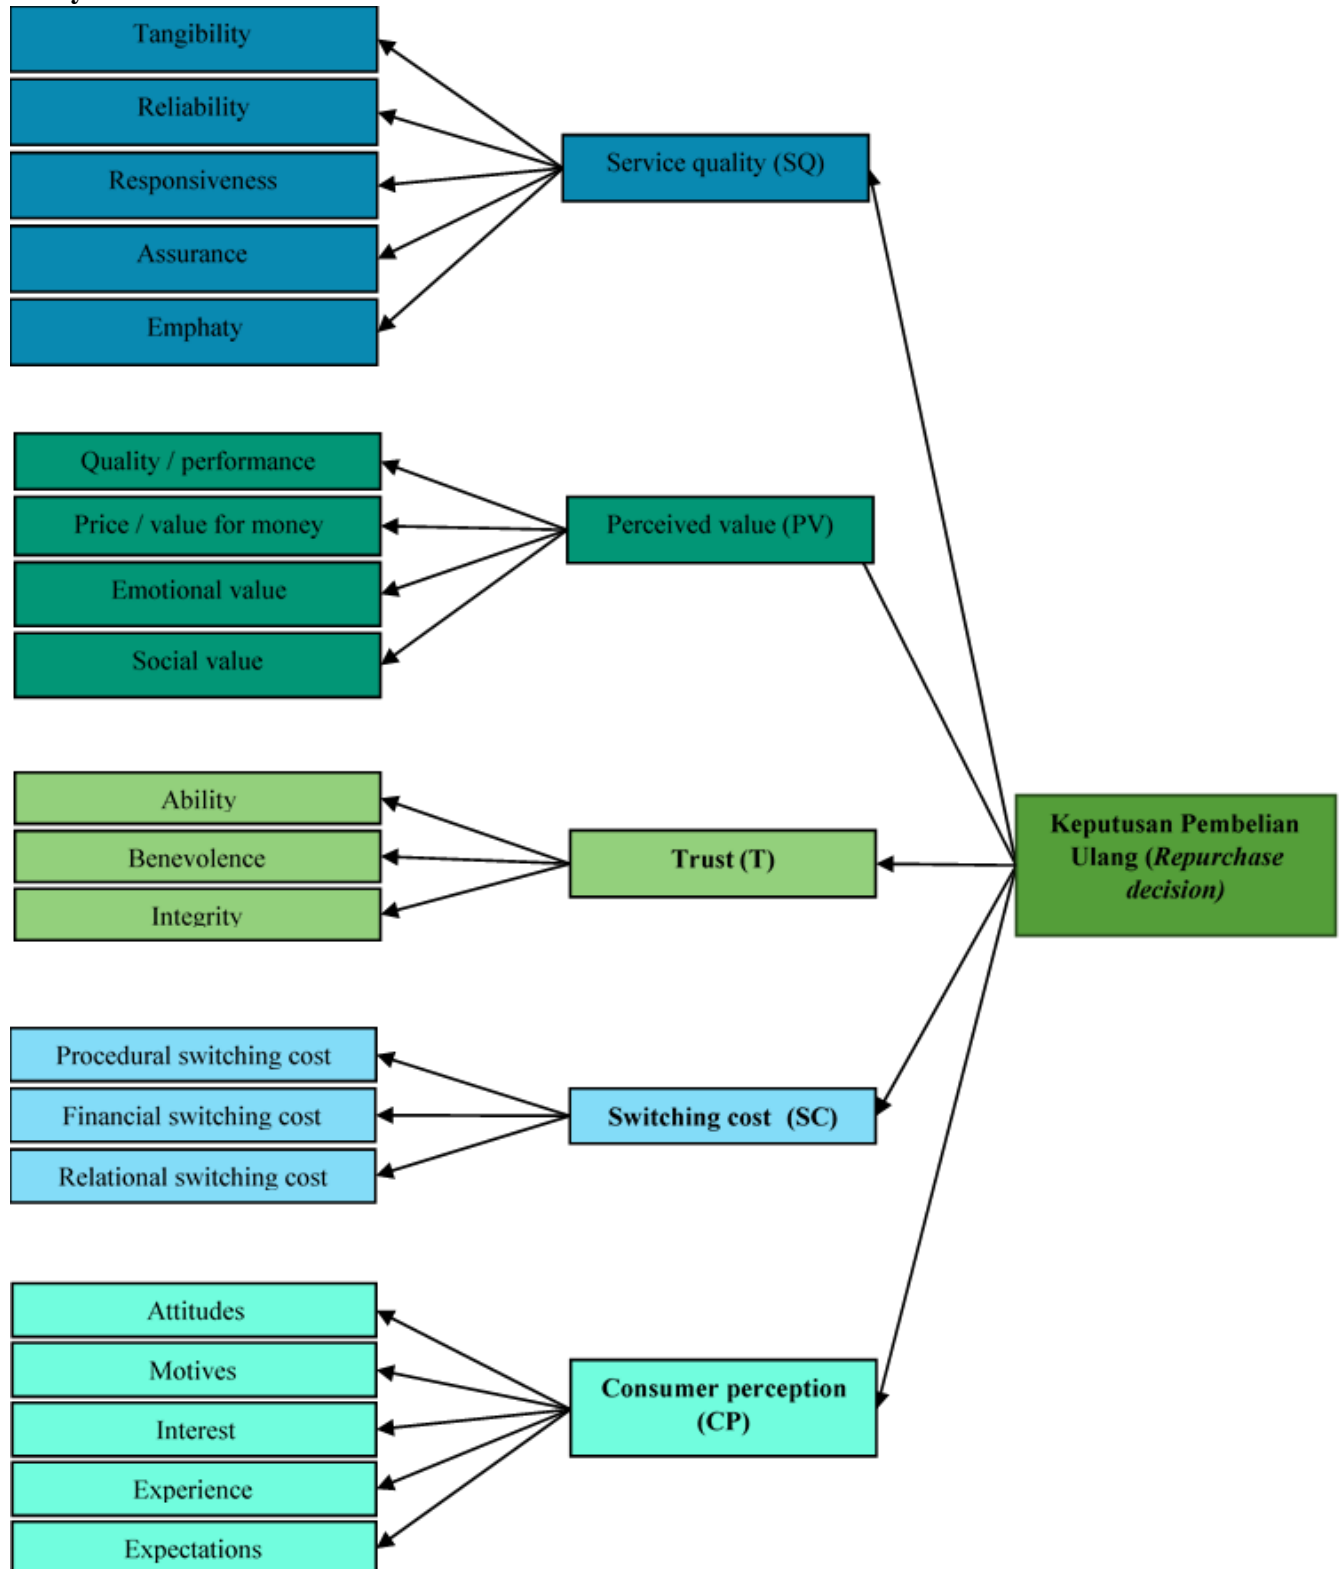 Tangibility
Reliability
Responsiveness
Assurance
Emphaty
Service quality (SQ)
Quality / performance
Price / value for money
Emotional value
Social value
Perceived value (PV)
Ability
Benevolence
Integrity
Trust (T)
Keputusan Pembelian
Ulang (Repurchase
decision)
Procedural switching cost
Financial switching cost
Relational switching cost
Switching cost (SC)
Attitudes
Motives
Interest
Experience
Expectations
Consumer perception
(CP)